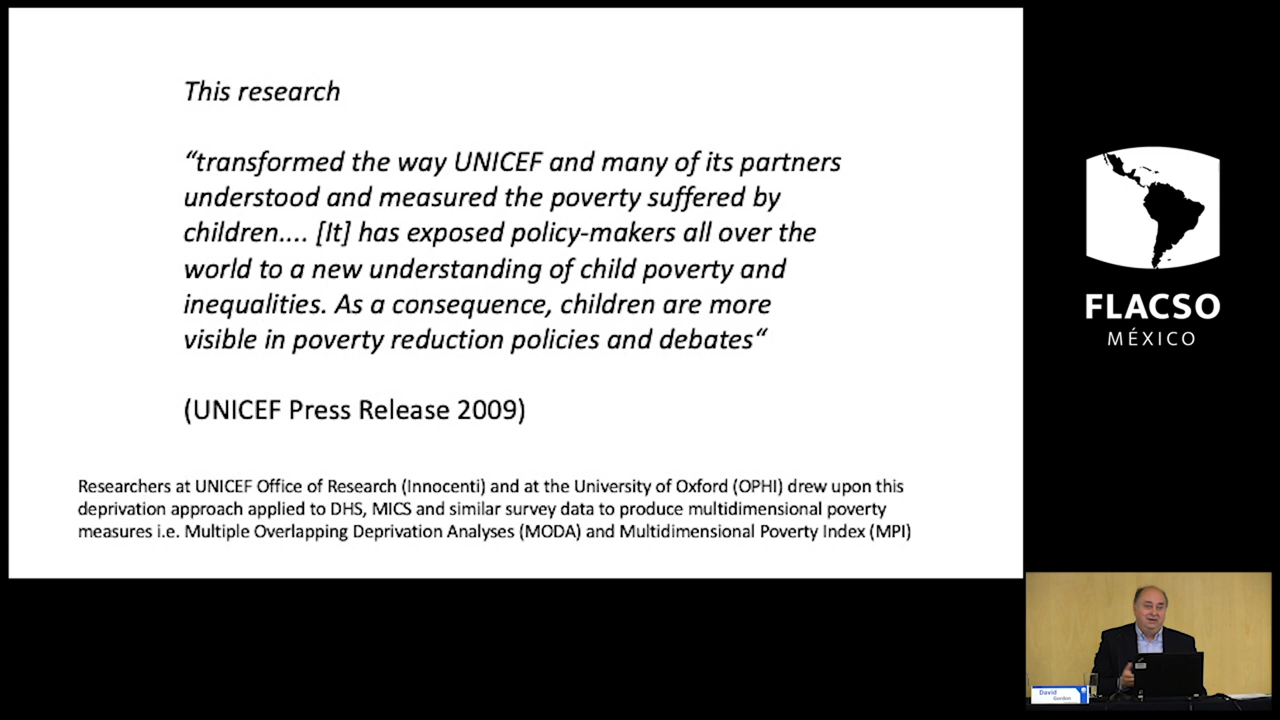 This research
“transformed the way UNICEF and many of its partners
understood and measured the poverty suffered by
children.... [It] has exposed policy-makers all over the
world to a new understanding of child poverty and
inequalities. As a consequence, children are more
visible in poverty reduction policies and debates“
(UNICEF Press Release 2009)
Researchers at UNICEF Office of Research (Innocenti) and at the University of Oxford (OPHI) drew upon this
deprivation approach applied to DHS, MICS and similar survey data to produce multidimensional poverty
measures i.e. Multiple Overlapping Deprivation Analyses (MODA) and Multidimensional Poverty Index (MPI)
FLACSO
MÉXICO
David
Gordon